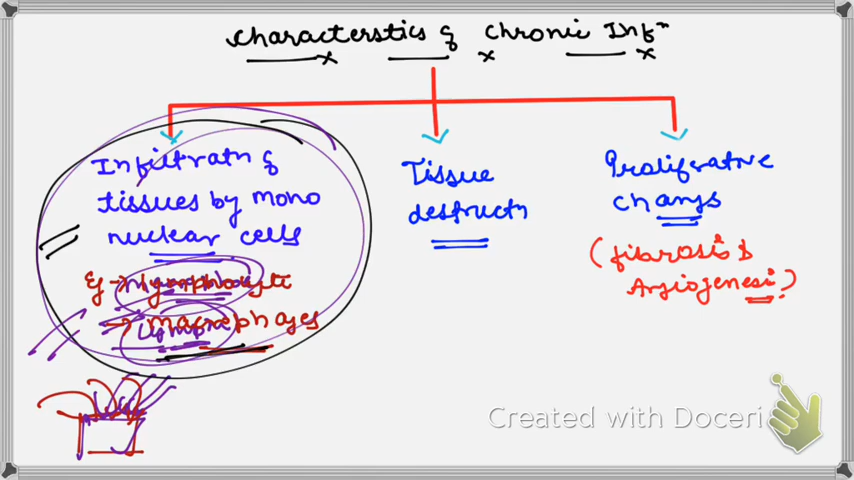 characterstics of chronic Infn
Infiltratn of
tissues by mono
nuclear cells
Tissue
destructn
Proliferative
changs
(fibrosis &
Angiogenesis)
Eg →
→ macrophages
Created with Doceri